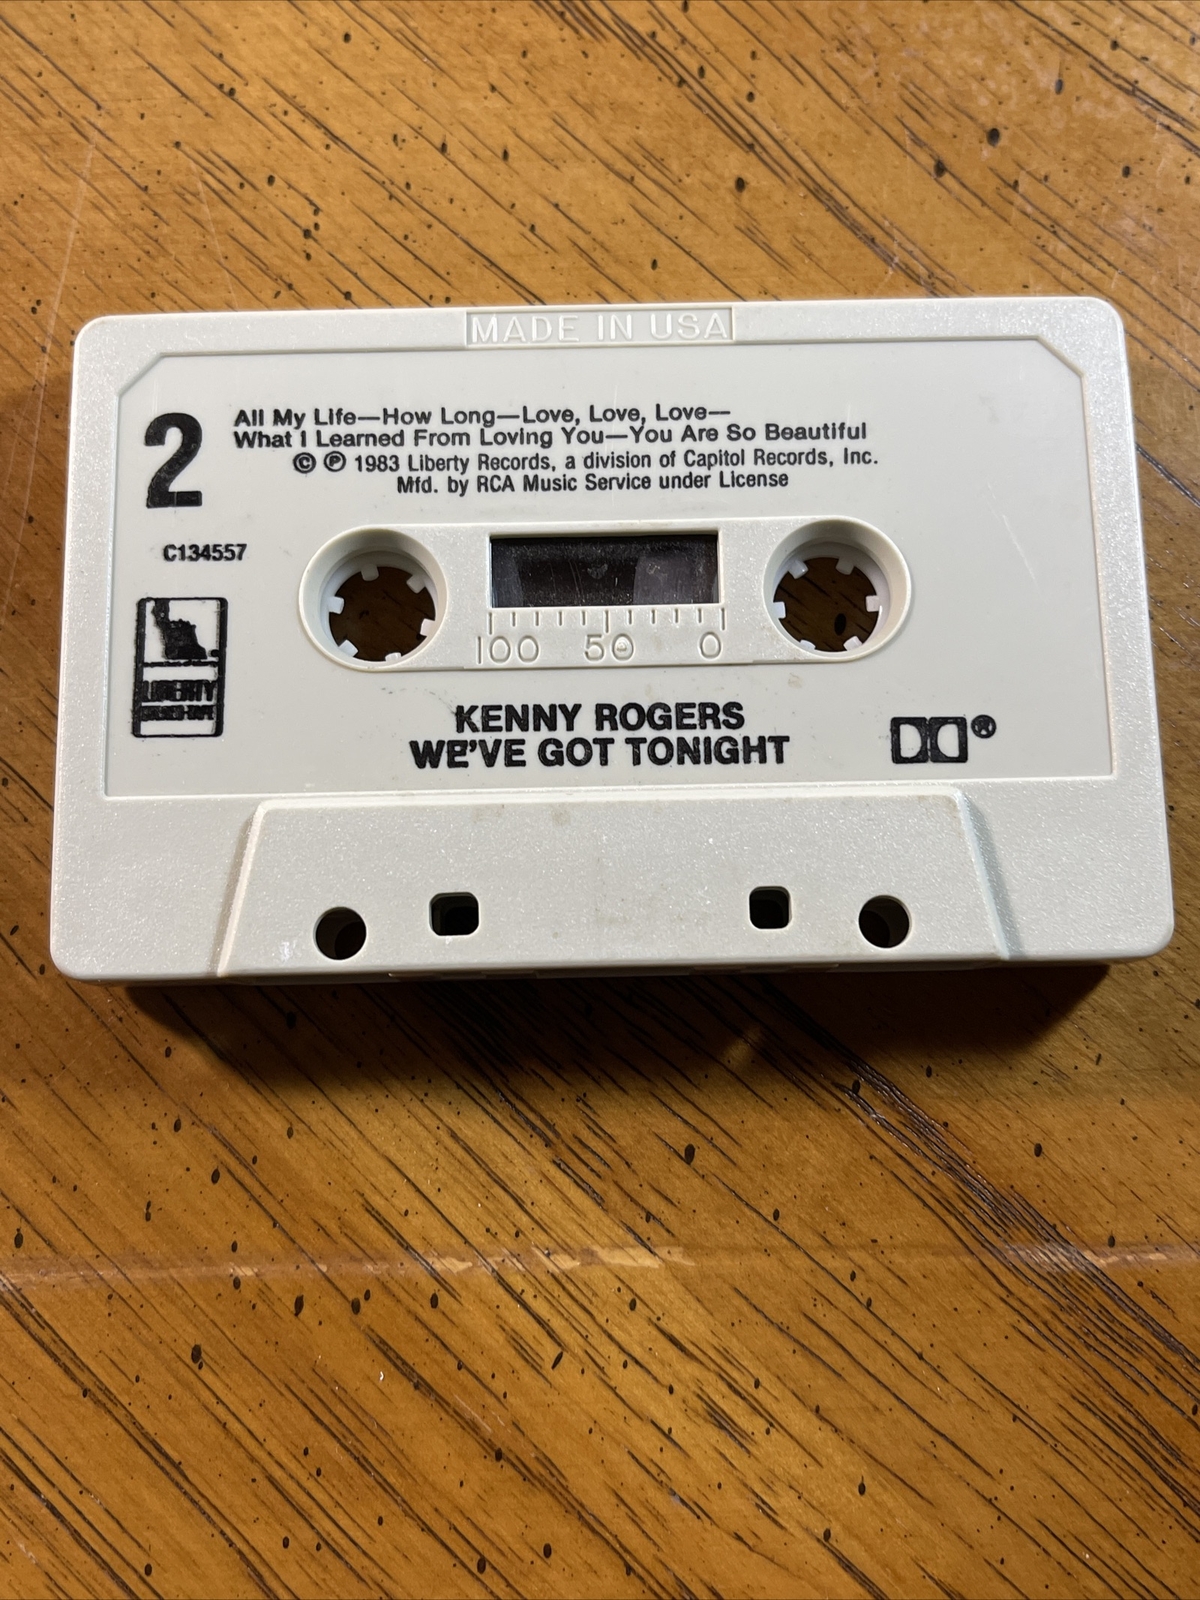 MADE IN USA
2
All My Life—How Long—Love, Love, Love—
What I Learned From Loving You—You Are So Beautiful
© ℗ 1983 Liberty Records, a division of Capitol Records, Inc.
Mfd. by RCA Music Service under License
C134557
100 50 0
LIBERTY
KENNY ROGERS
WE'VE GOT TONIGHT
®